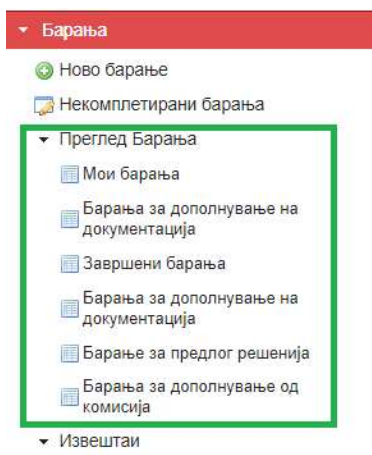 Барања
Ново барање
Некомплетирани барања
Преглед Барања
Мои барања
Барања за дополнување на
документација
Завршени барања
Барања за дополнување на
документација
Барање за предлог решенија
Барања за дополнување од
комисија
Извештаи